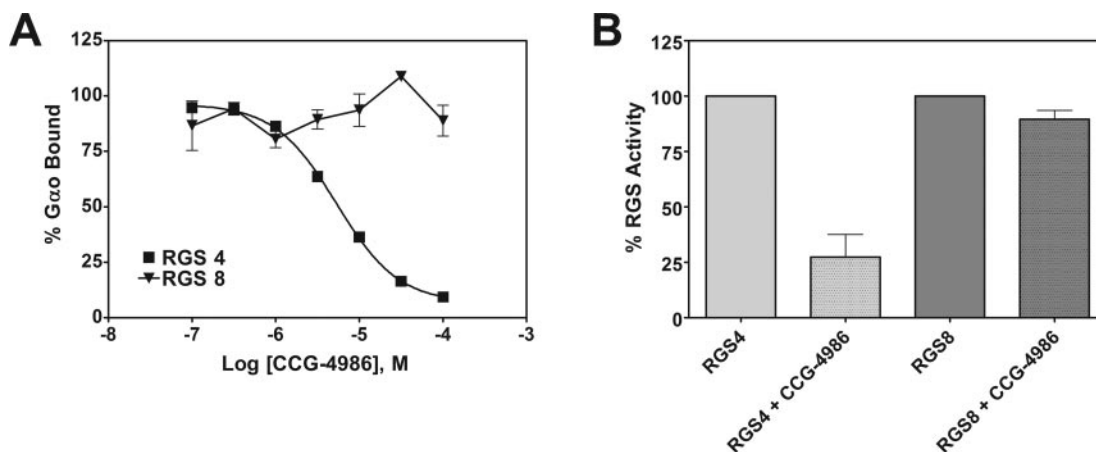 A
% Gαo Bound
125
100
75
50
25
0
RGS 4
RGS 8
-8
-7
-6
-5
-4
-3
Log [CCG-4986], M
B
% RGS Activity
125
100
75
50
25
0
RGS4
RGS4 + CCG-4986
RGS8
RGS8 + CCG-4986